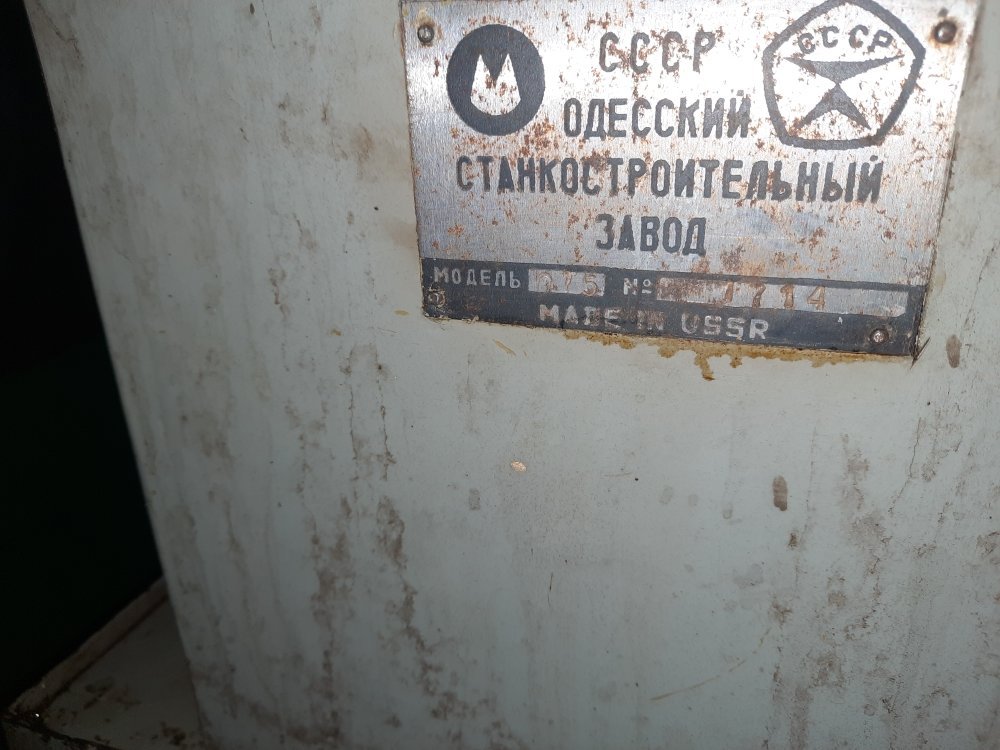 СССР
СССР
ОДЕССКИЙ
СТАНКОСТРОИТЕЛЬНЫЙ
ЗАВОД
МОДЕЛЬ №
MADE IN USSR